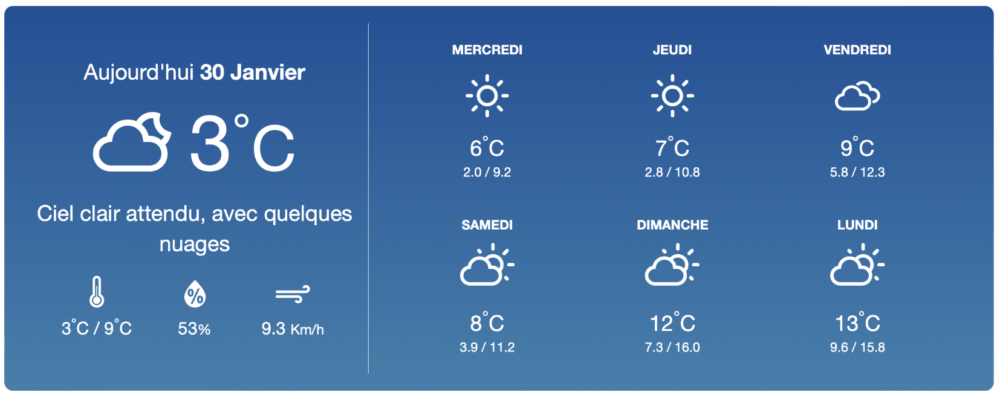 Aujourd'hui 30 Janvier
3°C
Ciel clair attendu, avec quelques
nuages
%
3°C / 9°C
53%
9.3 Km/h
MERCREDI
6°C
2.0 / 9.2
JEUDI
7°C
2.8 / 10.8
VENDREDI
9°C
5.8 / 12.3
SAMEDI
8°C
3.9 / 11.2
DIMANCHE
12°C
7.3 / 16.0
LUNDI
13°C
9.6 / 15.8